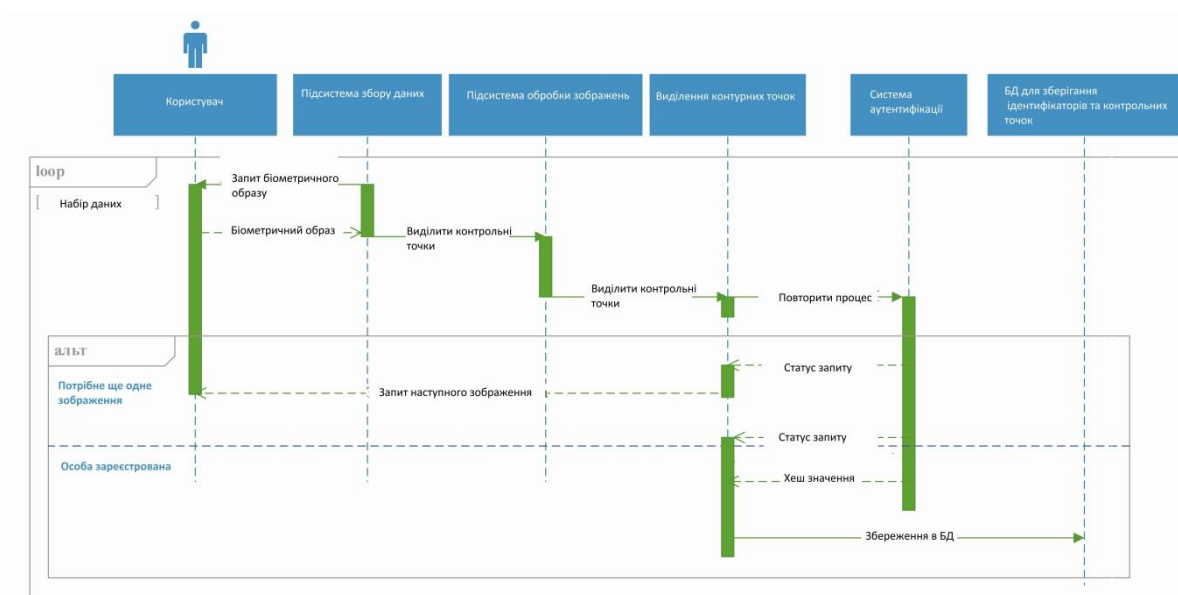 Користувач
Підсистема збору даних
Підсистема обробки зображень
Виділення контурних точок
Система
аутентифікації
БД для зберігання
ідентифікаторів та контрольних
точок
loop
[ Набір даних ]
Запит біометричного
образу
Біометричний образ
Виділити контрольні
точки
Виділити контрольні
точки
Повторити процес
альт
Потрібне ще одне
зображення
Статус запиту
Запит наступного зображення
Статус запиту
Особа зареєстрована
Хеш значення
Збереження в БД